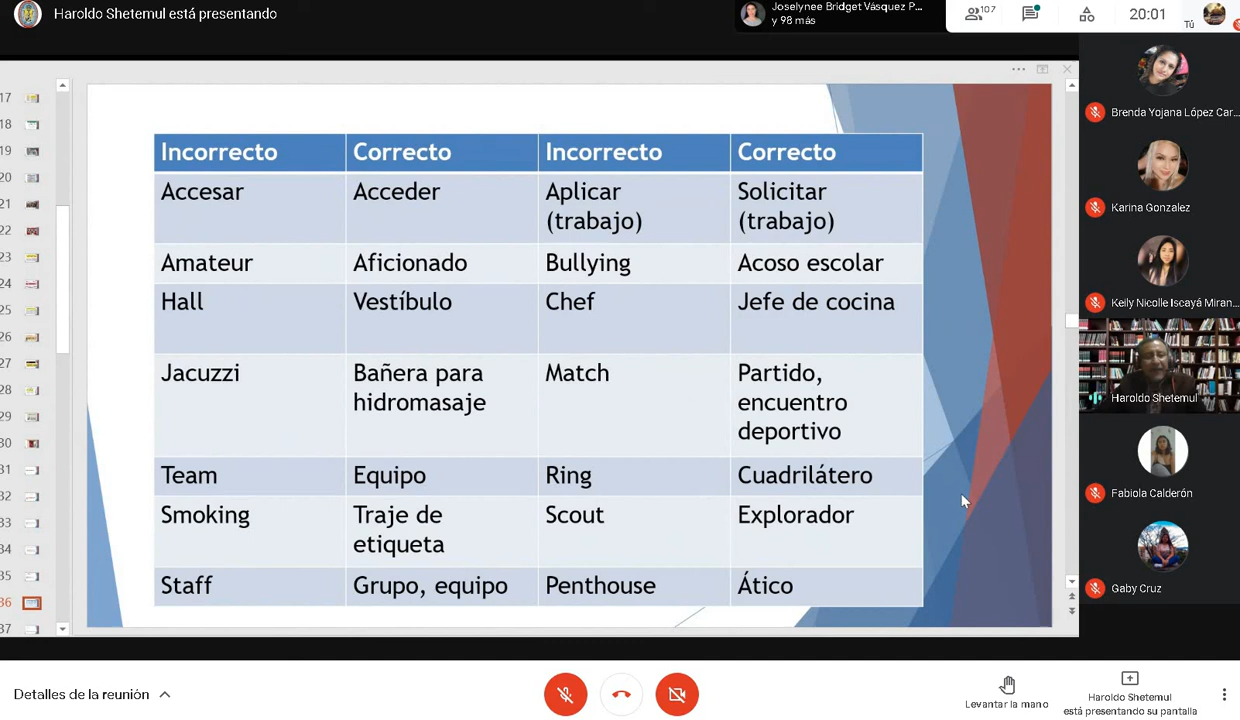 Haroldo Shetemul está presentando
Joselynee Bridget Vásquez P...
y 98 más
107
20:01
Tú
17
18
19
20
21
22
23
24
25
26
27
28
29
30
31
32
33
34
35
36
37
Incorrecto Correcto Incorrecto Correcto
Accesar Acceder Aplicar (trabajo) Solicitar (trabajo)
Amateur Aficionado Bullying Acoso escolar
Hall Vestíbulo Chef Jefe de cocina
Jacuzzi Bañera para hidromasaje Match Partido, encuentro deportivo
Team Equipo Ring Cuadrilátero
Smoking Traje de etiqueta Scout Explorador
Staff Grupo, equipo Penthouse Ático
Brenda Yojana López Car...
Karina Gonzalez
Keily Nicolle Iscayá Miran...
Haroldo Shetemul
Fabiola Calderón
Gaby Cruz
Detalles de la reunión
Levantar la mano
Haroldo Shetemul
está presentando su pantalla